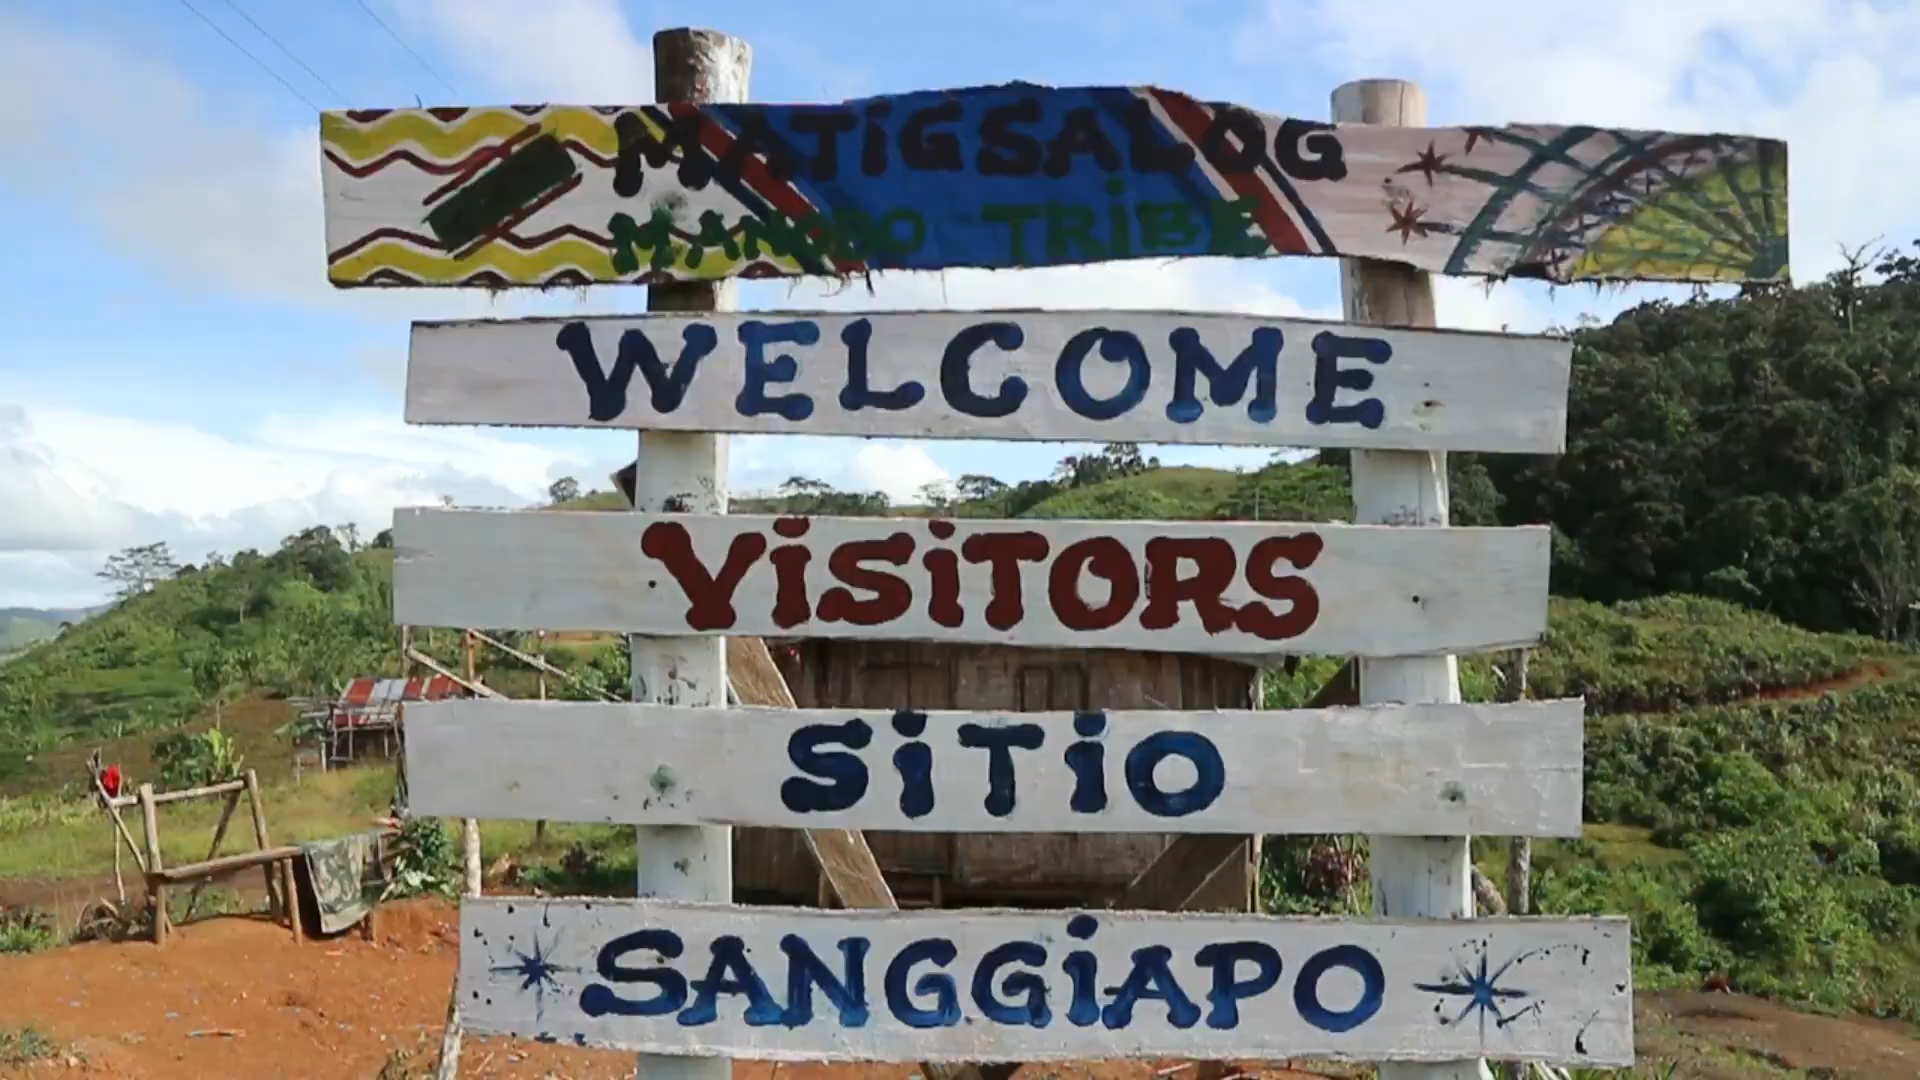 MATiGSALOG
MANOBO TRiBE
WELCOME
ViSiTORS
SiTiO
SANGGiAPO